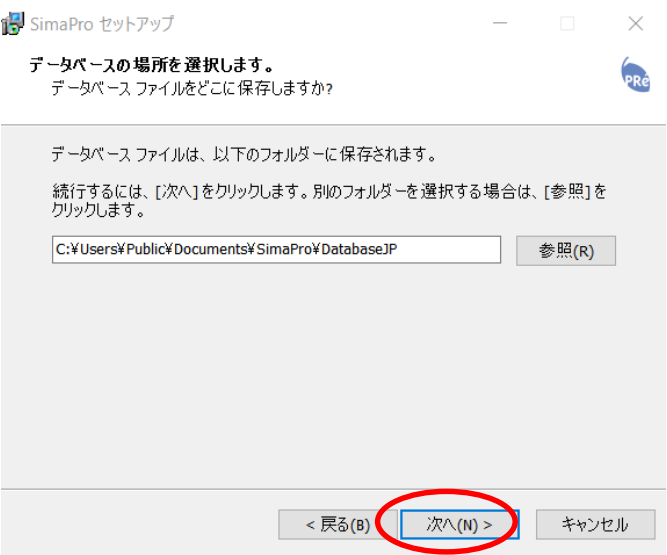 SimaPro セットアップ
データベースの場所を選択します。
データベース ファイルをどこに保存しますか?
PRé
データベース ファイルは、以下のフォルダーに保存されます。
続行するには、[次へ]をクリックします。別のフォルダーを選択する場合は、[参照]を
クリックします。
C:¥Users¥Public¥Documents¥SimaPro¥DatabaseJP
参照(R)
< 戻る(B)
次へ(N) >
キャンセル